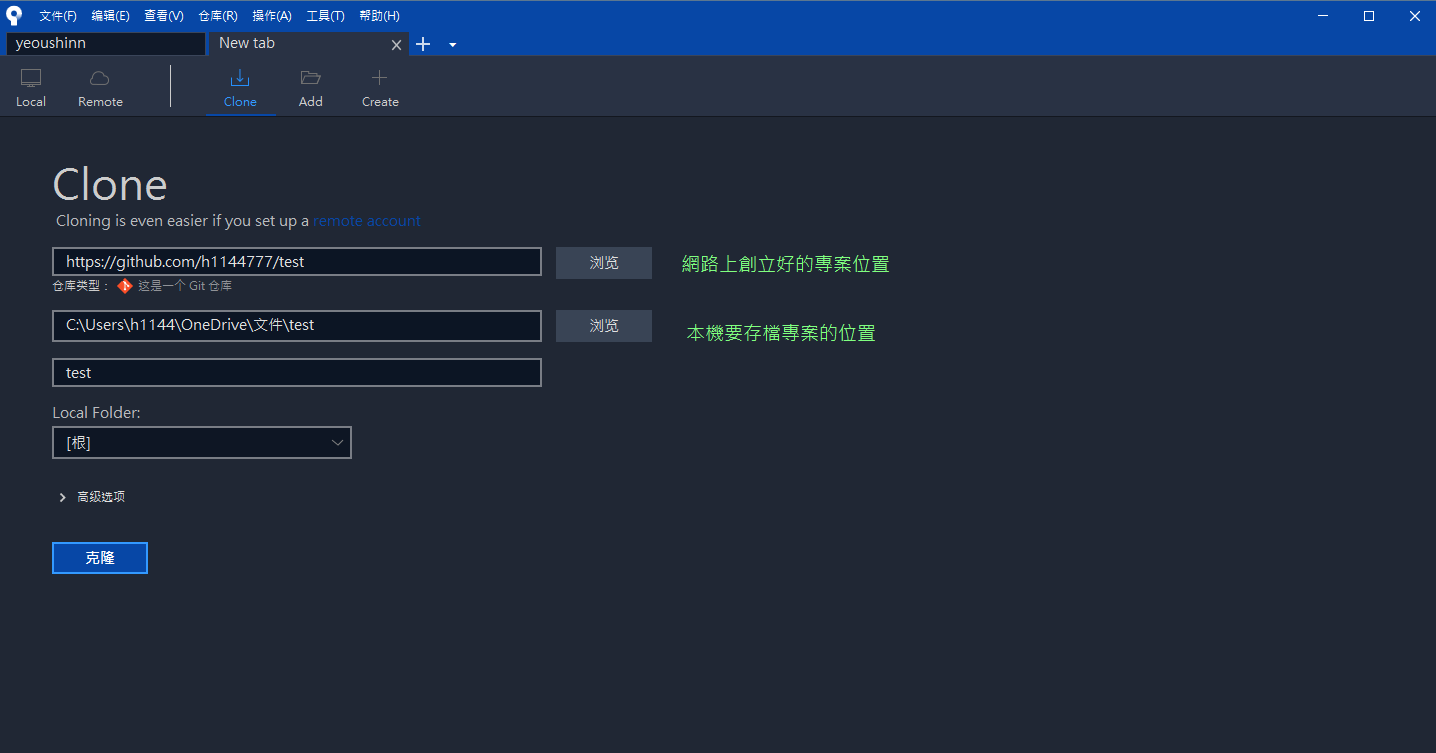 文件(F) 编辑(E) 查看(V) 仓库(R) 操作(A) 工具(T) 帮助(H)
yeoushinn New tab
Local Remote Clone Add Create
Clone
Cloning is even easier if you set up a remote account
https://github.com/h1144777/test 浏览 網路上創立好的專案位置
仓库类型： 这是一个 Git 仓库
C:\Users\h1144\OneDrive\文件\test 浏览 本機要存檔專案的位置
test
Local Folder:
[根]
高级选项
克隆